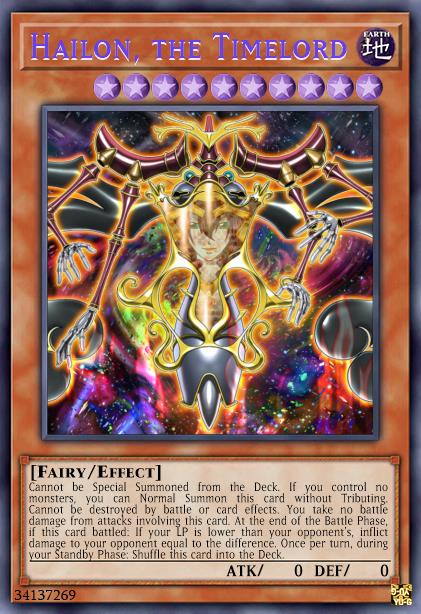 Hailon, the Timelord
EARTH
地
[Fairy/Effect]
Cannot be Special Summoned from the Deck. If you control no
monsters, you can Normal Summon this card without Tributing.
Cannot be destroyed by battle or card effects. You take no battle
damage from attacks involving this card. At the end of the Battle Phase,
if this card battled: If your LP is lower than your opponent's, inflict
damage to your opponent equal to the difference. Once per turn, during
your Standby Phase: Shuffle this card into the Deck.
ATK/ 0 DEF/ 0
34137269